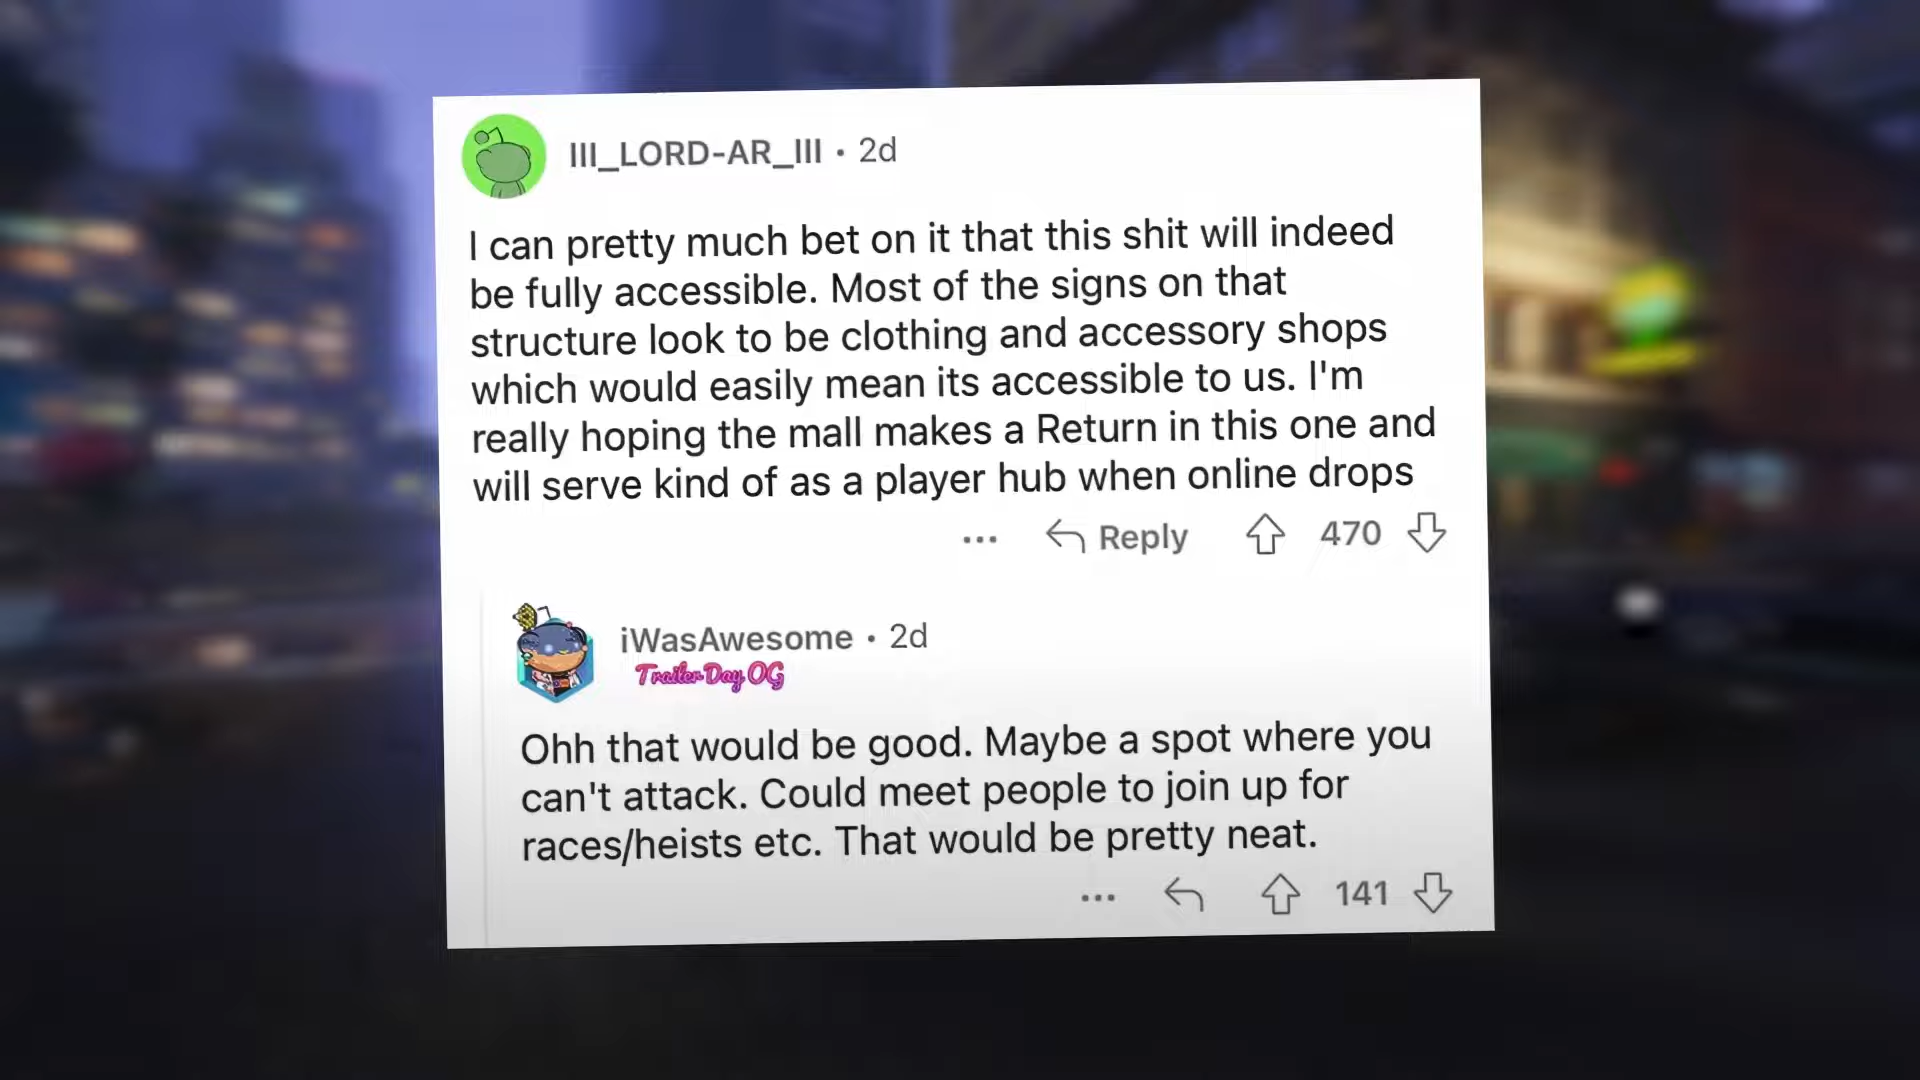 III_LORD-AR_III · 2d
I can pretty much bet on it that this shit will indeed
be fully accessible. Most of the signs on that
structure look to be clothing and accessory shops
which would easily mean its accessible to us. I'm
really hoping the mall makes a Return in this one and
will serve kind of as a player hub when online drops
... Reply 470
iWasAwesome · 2d
Trailer Day OG
Ohh that would be good. Maybe a spot where you
can't attack. Could meet people to join up for
races/heists etc. That would be pretty neat.
... 141